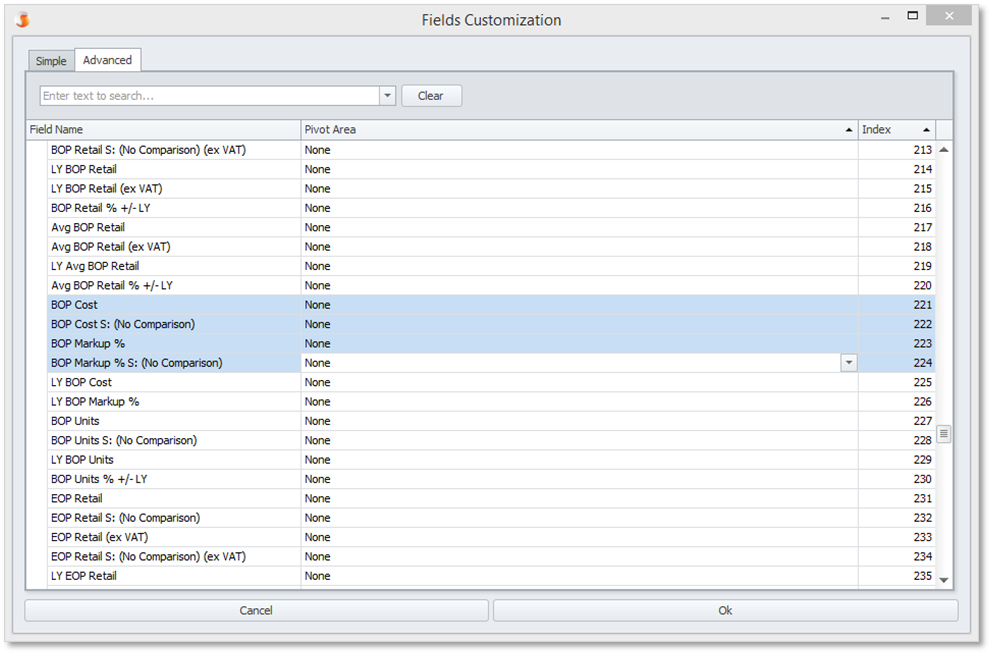 Fields Customization
Simple Advanced
Enter text to search... Clear
Field Name Pivot Area Index
BOP Retail S: (No Comparison) (ex VAT) None 213
LY BOP Retail None 214
LY BOP Retail (ex VAT) None 215
BOP Retail % +/- LY None 216
Avg BOP Retail None 217
Avg BOP Retail (ex VAT) None 218
LY Avg BOP Retail None 219
Avg BOP Retail % +/- LY None 220
BOP Cost None 221
BOP Cost S: (No Comparison) None 222
BOP Markup % None 223
BOP Markup % S: (No Comparison) None 224
LY BOP Cost None 225
LY BOP Markup % None 226
BOP Units None 227
BOP Units S: (No Comparison) None 228
LY BOP Units None 229
BOP Units % +/- LY None 230
EOP Retail None 231
EOP Retail S: (No Comparison) None 232
EOP Retail (ex VAT) None 233
EOP Retail S: (No Comparison) (ex VAT) None 234
LY EOP Retail None 235
Cancel Ok